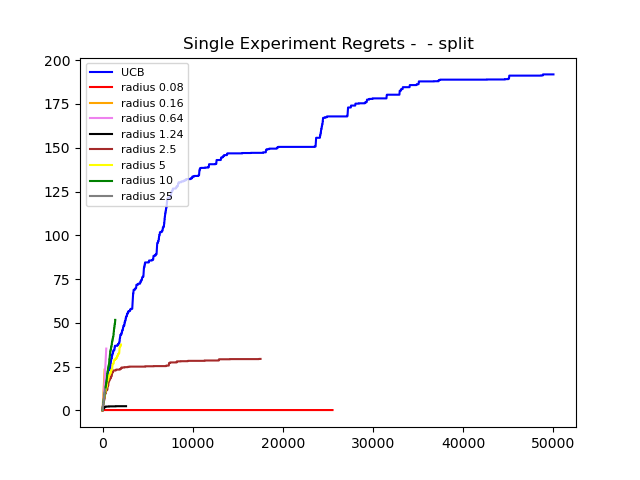 Single Experiment Regrets -  - split
200
175
150
125
100
75
50
25
0
UCB
radius 0.08
radius 0.16
radius 0.64
radius 1.24
radius 2.5
radius 5
radius 10
radius 25
0 10000 20000 30000 40000 50000